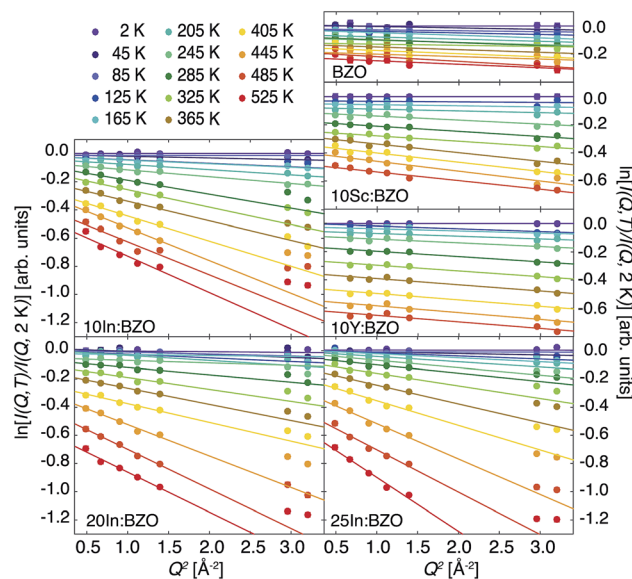 2 K 205 K 405 K
45 K 245 K 445 K
85 K 285 K 485 K
125 K 325 K 525 K
165 K 365 K
0.0
-0.2
BZO
0.0
-0.2
-0.4
-0.6
10Sc:BZO
0.0
-0.2
-0.4
-0.6
10Y:BZO
ln[I(Q,T)/I(Q, 2 K)] [arb. units]
0.0
-0.2
-0.4
-0.6
-0.8
-1.0
-1.2
10In:BZO
0.0
-0.2
-0.4
-0.6
-0.8
-1.0
-1.2
20In:BZO
0.0
-0.2
-0.4
-0.6
-0.8
-1.0
-1.2
25In:BZO
ln[I(Q,T)/I(Q, 2 K)] [arb. units]
0.5 1.0 1.5 2.0 2.5 3.0
0.5 1.0 1.5 2.0 2.5 3.0
Q² [Å⁻²]
Q² [Å⁻²]